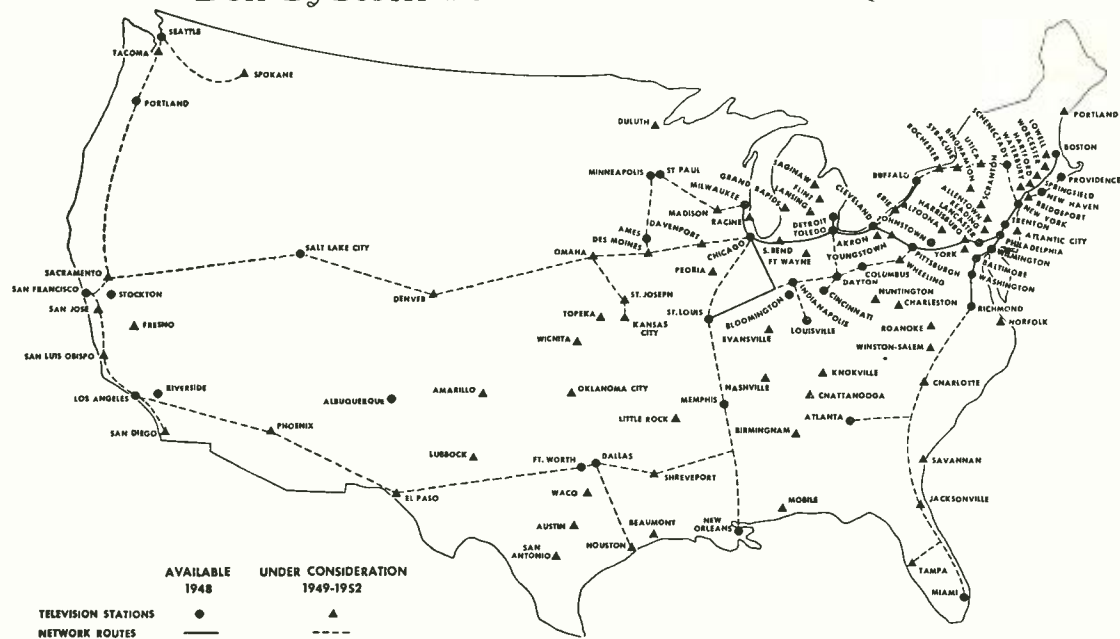 Bell System
SEATTLE
TACOMA
SPOKANE
PORTLAND
DULUTH
MINNEAPOLIS
ST PAUL
MILWAUKEE
MADISON
RACINE
GRAND RAPIDS
SAGINAW
FLINT
LANSING
DETROIT
TOLEDO
CLEVELAND
BUFFALO
ERIE
ROCHESTER
SYRACUSE
BINGHAMTON
UTICA
SCHENECTADY
SCRANTON
WATERBURY
HARTFORD
WORCESTER
LOWELL
PORTLAND
BOSTON
PROVIDENCE
SPRINGFIELD
NEW HAVEN
BRIDGEPORT
NEW YORK
TRENTON
ATLANTIC CITY
PHILADELPHIA
WILMINGTON
BALTIMORE
WASHINGTON
ALLENTOWN
READING
LANCASTER
HARRISBURG
ALTOONA
JOHNSTOWN
YORK
PITTSBURGH
WHEELING
AKRON
YOUNGSTOWN
AMES
DES MOINES
DAVENPORT
OMAHA
CHICAGO
S. BEND
FT WAYNE
PEORIA
COLUMBUS
DAYTON
CINCINNATI
INDIANAPOLIS
BLOOMINGTON
LOUISVILLE
EVANSVILLE
HUNTINGTON
CHARLESTON
RICHMOND
NORFOLK
ROANOKE
WINSTON-SALEM
SALT LAKE CITY
DENVER
SACRAMENTO
SAN FRANCISCO
STOCKTON
SAN JOSE
FRESNO
SAN LUIS OBISPO
LOS ANGELES
RIVERSIDE
SAN DIEGO
PHOENIX
ALBUQUERQUE
AMARILLO
LUBBOCK
EL PASO
ST. JOSEPH
TOPEKA
KANSAS
CITY
WICHITA
ST. LOUIS
OKLAHOMA CITY
LITTLE ROCK
MEMPHIS
NASHVILLE
KNOXVILLE
CHATTANOOGA
CHARLOTTE
ATLANTA
BIRMINGHAM
SAVANNAH
JACKSONVILLE
FT. WORTH
DALLAS
SHREVEPORT
WACO
AUSTIN
SAN
ANTONIO
BEAUMONT
HOUSTON
NEW
ORLEANS
MOBILE
TAMPA
MIAMI
AVAILABLE
1948
UNDER CONSIDERATION
1949-1952
TELEVISION STATIONS
NETWORK ROUTES